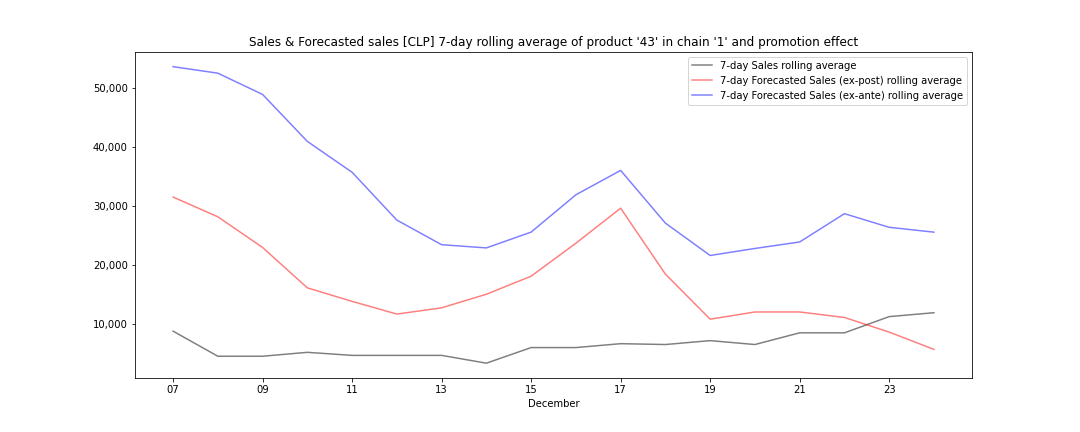 Sales & Forecasted sales [CLP] 7-day rolling average of product '43' in chain '1' and promotion effect
7-day Sales rolling average
7-day Forecasted Sales (ex-post) rolling average
7-day Forecasted Sales (ex-ante) rolling average
50,000
40,000
30,000
20,000
10,000
07 09 11 13 15 17 19 21 23
December